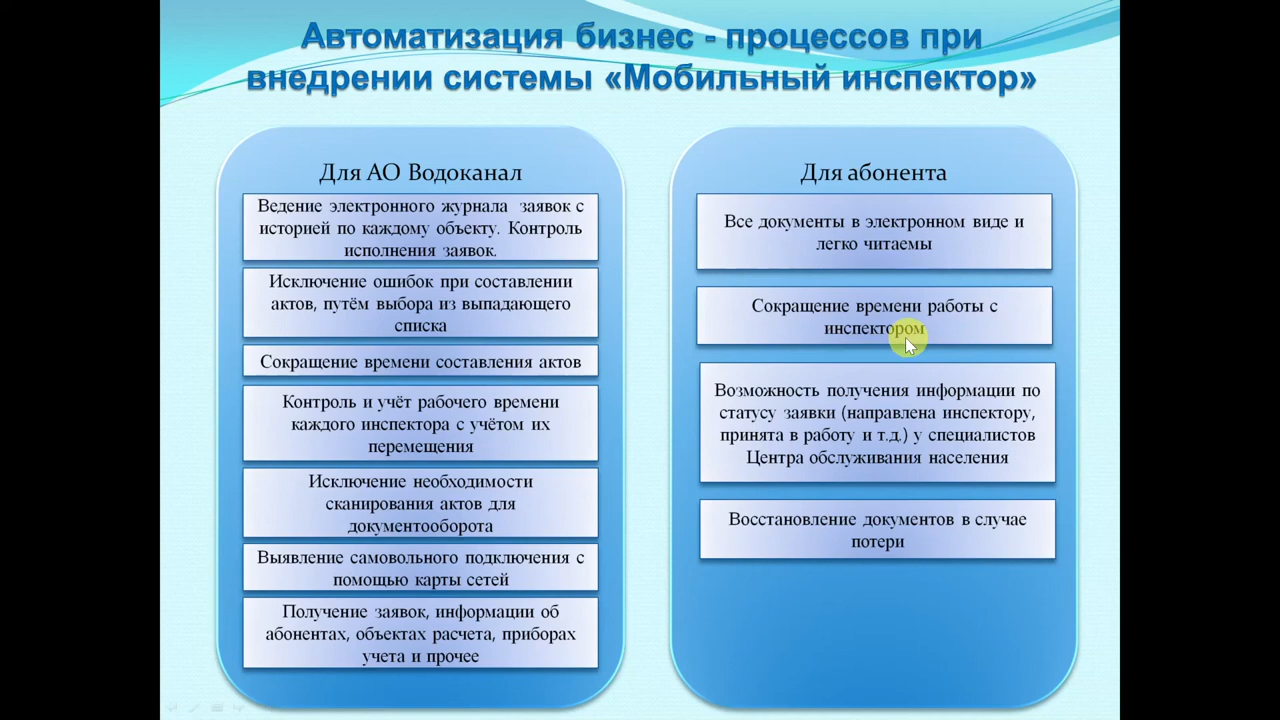 Автоматизация бизнес - процессов при
внедрении системы «Мобильный инспектор»
Для АО Водоканал
Ведение электронного журнала заявок с
историей по каждому объекту. Контроль
исполнения заявок.
Исключение ошибок при составлении
актов, путём выбора из выпадающего
списка
Сокращение времени составления актов
Контроль и учёт рабочего времени
каждого инспектора с учётом их
перемещения
Исключение необходимости
сканирования актов для
документооборота
Выявление самовольного подключения с
помощью карты сетей
Получение заявок, информации об
абонентах, объектах расчета, приборах
учета и прочее
Для абонента
Все документы в электронном виде и
легко читаемы
Сокращение времени работы с
инспектором
Возможность получения информации по
статусу заявки (направлена инспектору,
принята в работу и т.д.) у специалистов
Центра обслуживания населения
Восстановление документов в случае
потери